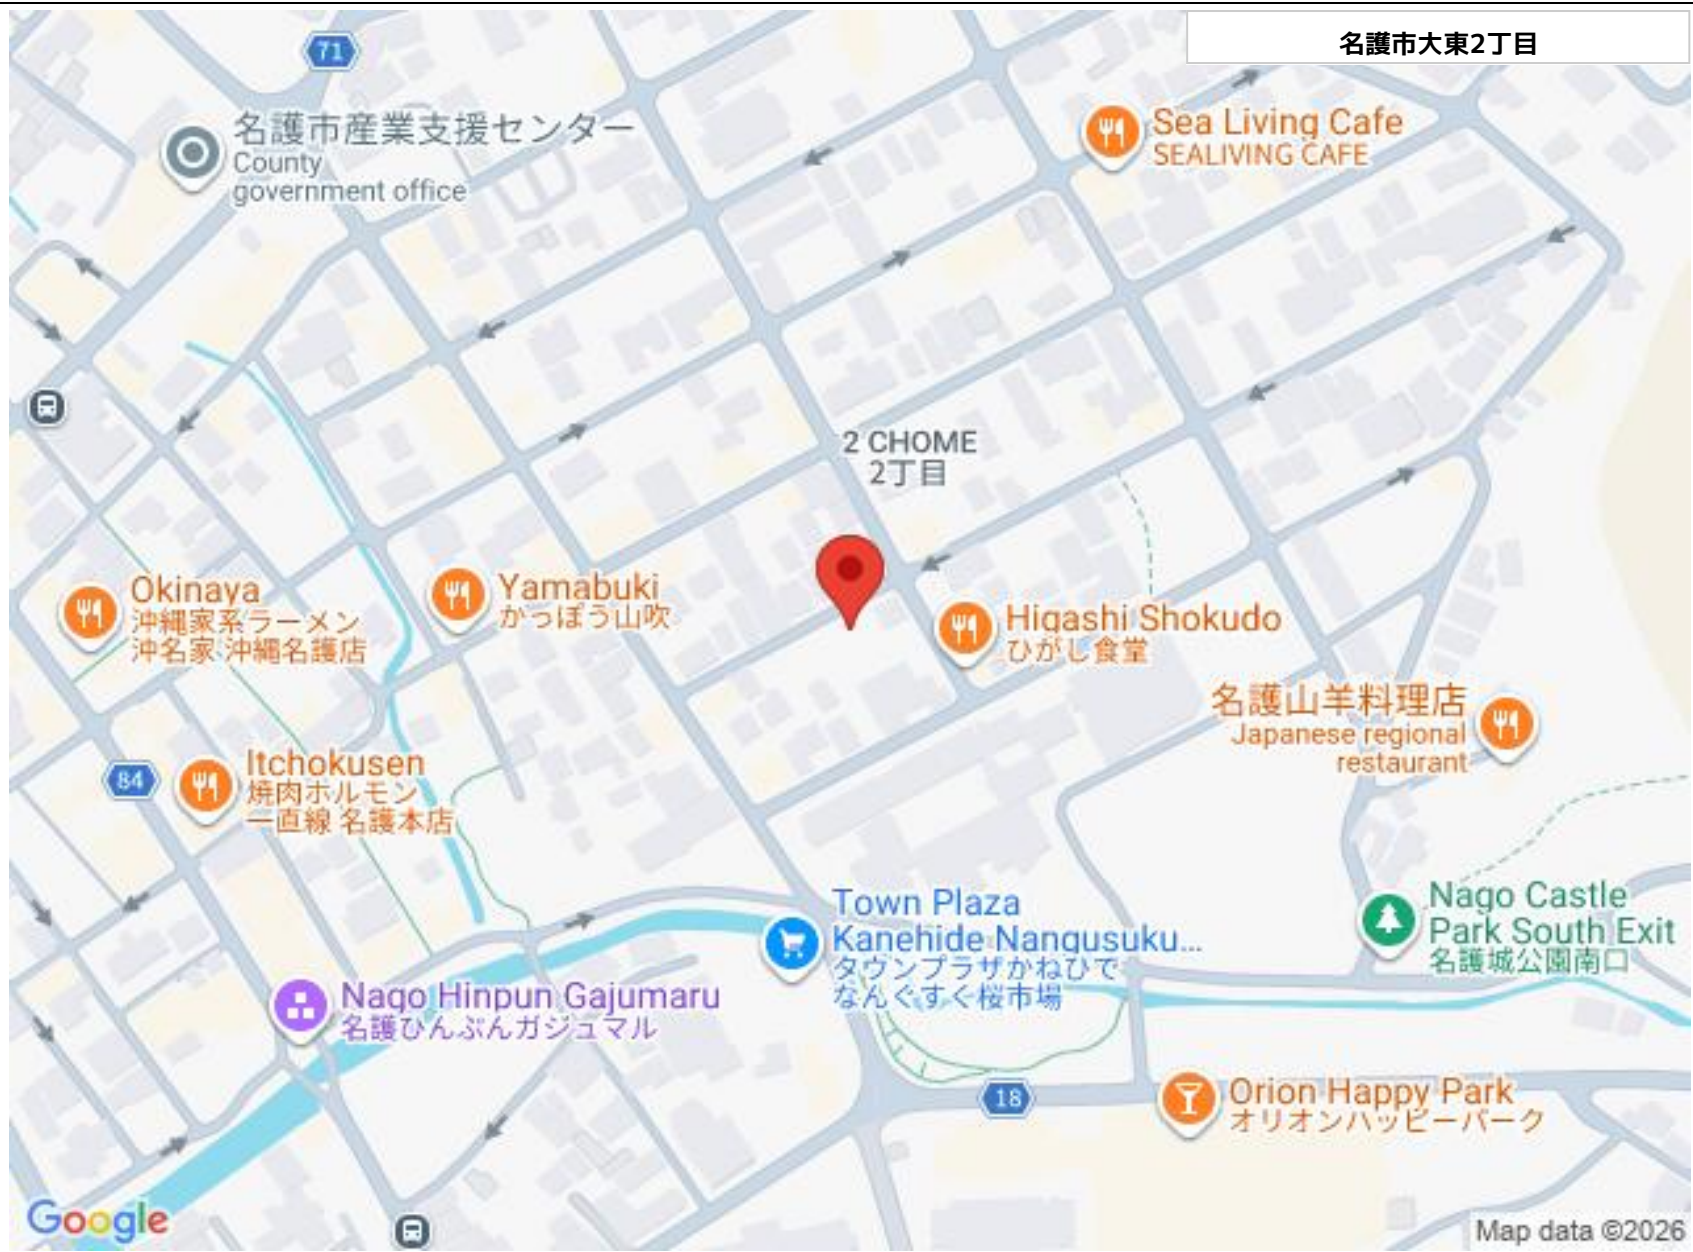 名護市大東2丁目
71
名護市産業支援センター
County
government office
Sea Living Cafe
SEALIVING CAFE
2 CHOME
2丁目
Okinaya
沖縄家系ラーメン
沖名家 沖縄名護店
Yamabuki
かっぽう山吹
Higashi Shokudo
ひがし食堂
名護山羊料理店
Japanese regional
restaurant
84
Itchokusen
焼肉ホルモン
一直線 名護本店
Town Plaza
Kanehide Nangusuku...
タウンプラザかねひで
なんぐすく桜市場
Nago Castle
Park South Exit
名護城公園南口
Nago Hinpun Gajumaru
名護ひんぷんガジュマル
18
Orion Happy Park
オリオンハッピーパーク
Google
Map data ©2026